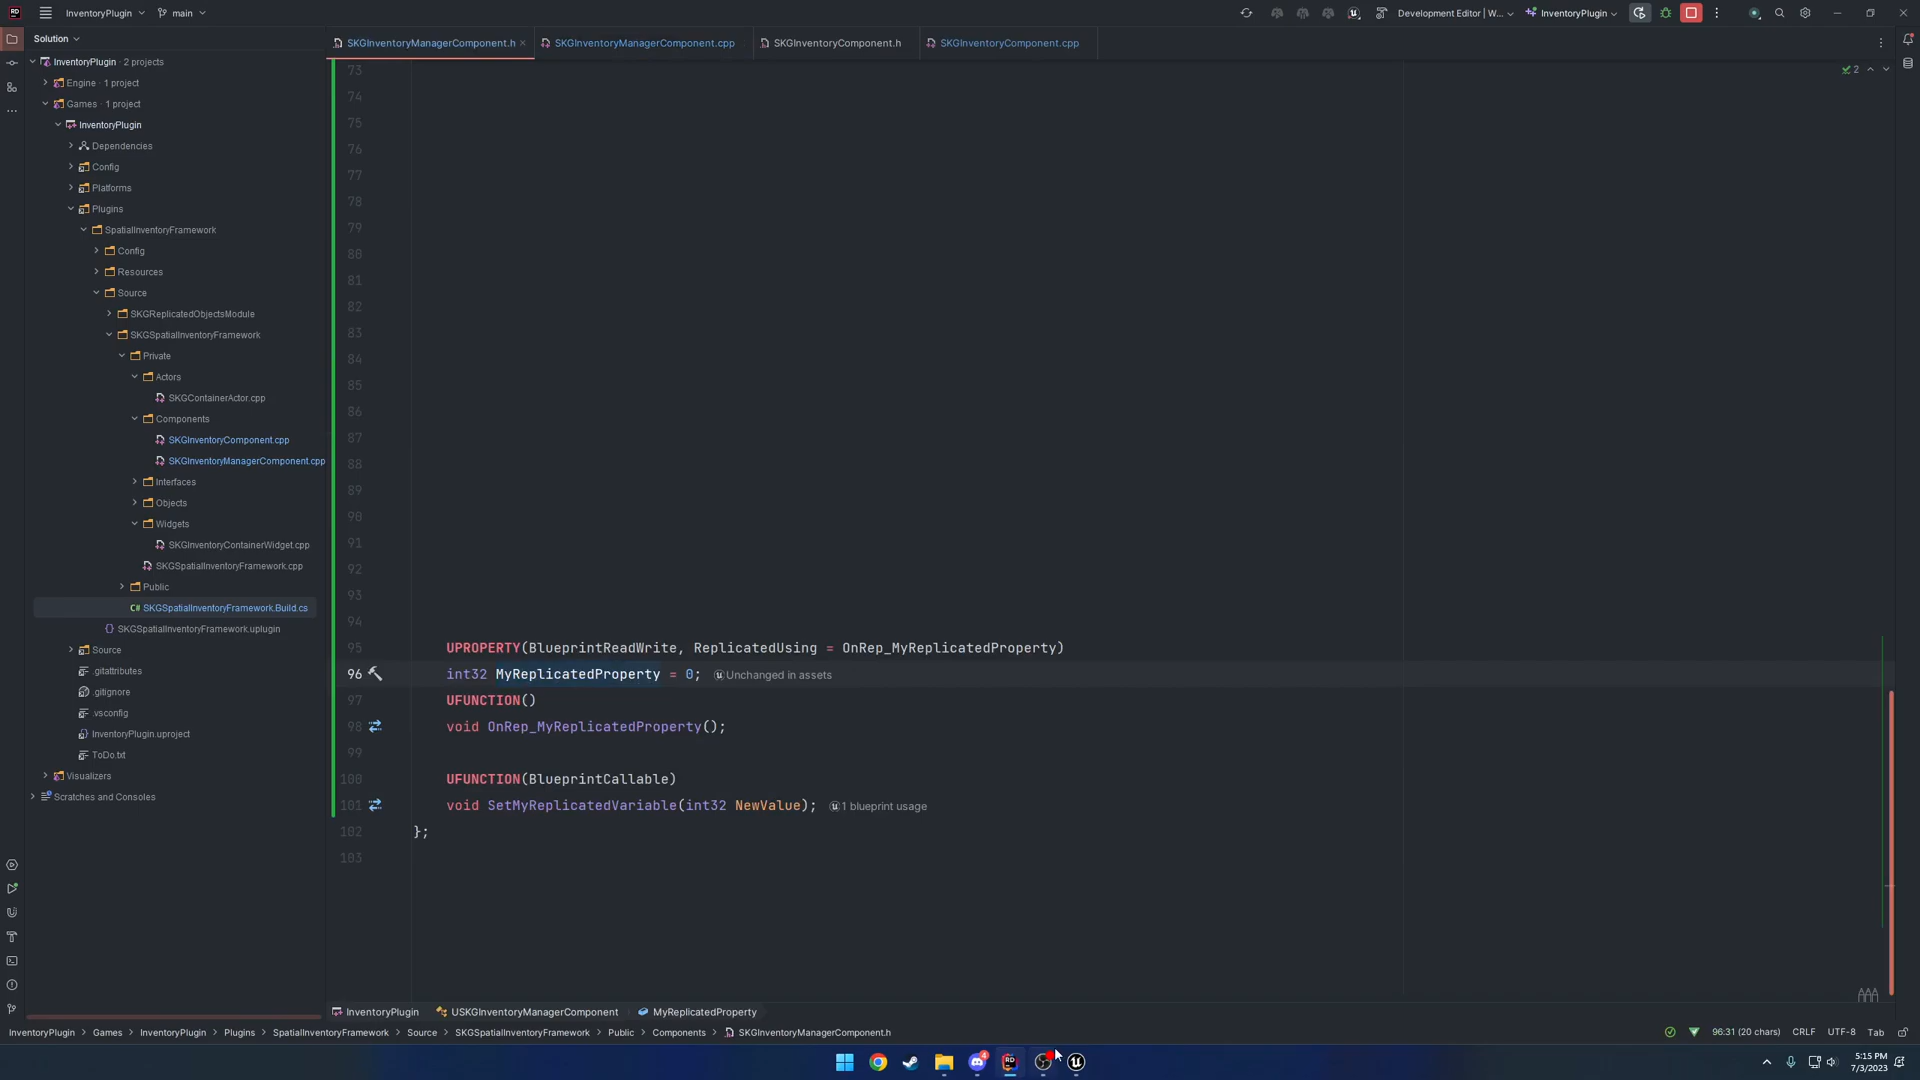 RD
InventoryPlugin
main
Development Editor | W...
InventoryPlugin
Solution
SKGInventoryManagerComponent.h
SKGInventoryManagerComponent.cpp
SKGInventoryComponent.h
SKGInventoryComponent.cpp
InventoryPlugin · 2 projects
Engine · 1 project
Games · 1 project
InventoryPlugin
Dependencies
Config
Platforms
Plugins
SpatialInventoryFramework
Config
Resources
Source
SKGReplicatedObjectsModule
SKGSpatialInventoryFramework
Private
Actors
SKGContainerActor.cpp
Components
SKGInventoryComponent.cpp
SKGInventoryManagerComponent.cpp
Interfaces
Objects
Widgets
SKGInventoryContainerWidget.cpp
SKGSpatialInventoryFramework.cpp
Public
C# SKGSpatialInventoryFramework.Build.cs
SKGSpatialInventoryFramework.uplugin
Source
.gitattributes
.gitignore
.vsconfig
InventoryPlugin.uproject
ToDo.txt
Visualizers
Scratches and Consoles
2
73
74
75
76
77
78
79
80
81
82
83
84
85
86
87
88
89
90
91
92
93
94
95 UPROPERTY(BlueprintReadWrite, ReplicatedUsing = OnRep_MyReplicatedProperty)
96 int32 MyReplicatedProperty = 0; Unchanged in assets
97 UFUNCTION()
98 void OnRep_MyReplicatedProperty();
99
100 UFUNCTION(BlueprintCallable)
101 void SetMyReplicatedVariable(int32 NewValue); 1 blueprint usage
102 };
103
InventoryPlugin USKGInventoryManagerComponent MyReplicatedProperty
InventoryPlugin > Games > InventoryPlugin > Plugins > SpatialInventoryFramework > Source > SKGSpatialInventoryFramework > Public > Components > SKGInventoryManagerComponent.h
96:31 (20 chars) CRLF UTF-8 Tab
4
RD
5:15 PM
7/3/2023